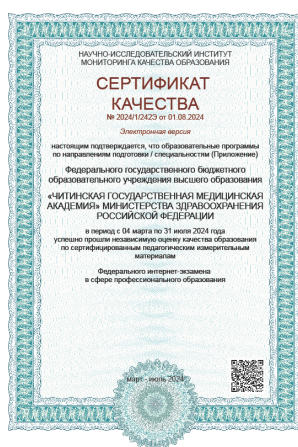 НАУЧНО-ИССЛЕДОВАТЕЛЬСКИЙ ИНСТИТУТ
МОНИТОРИНГА КАЧЕСТВА ОБРАЗОВАНИЯ
СЕРТИФИКАТ
КАЧЕСТВА
№ 2024/1/2423 от 01.08.2024
Электронная версия
настоящим подтверждается, что образовательные программы
по направлениям подготовки / специальностям (Приложение)
Федерального государственного бюджетного
образовательного учреждения высшего образования
«ЧИТИНСКАЯ ГОСУДАРСТВЕННАЯ МЕДИЦИНСКАЯ
АКАДЕМИЯ» МИНИСТЕРСТВА ЗДРАВООХРАНЕНИЯ
РОССИЙСКОЙ ФЕДЕРАЦИИ
в период с 04 марта по 31 июля 2024 года
успешно прошли независимую оценку качества образования
по сертифицированным педагогическим измерительным
материалам
Федерального интернет-экзамена
в сфере профессионального образования
март - июль 2024